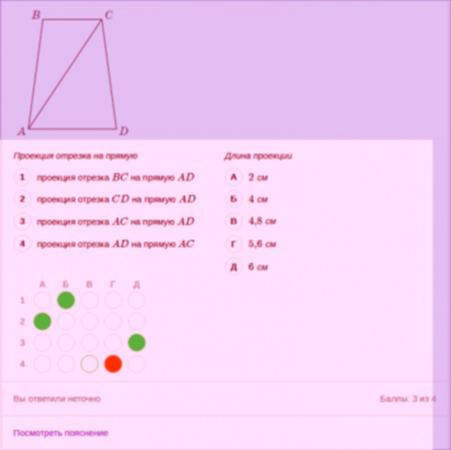 B C
A D
Проекция отрезка на прямую Длина проекции
1 проекция отрезка BC на прямую AD А 2 см
2 проекция отрезка CD на прямую AD Б 4 см
3 проекция отрезка AC на прямую AD В 4,8 см
4 проекция отрезка AD на прямую AC Г 5,6 см
Д 6 см
А Б В Г Д
1
2
3
4
Вы ответили неточно Баллы: 3 из 4
Посмотреть пояснение